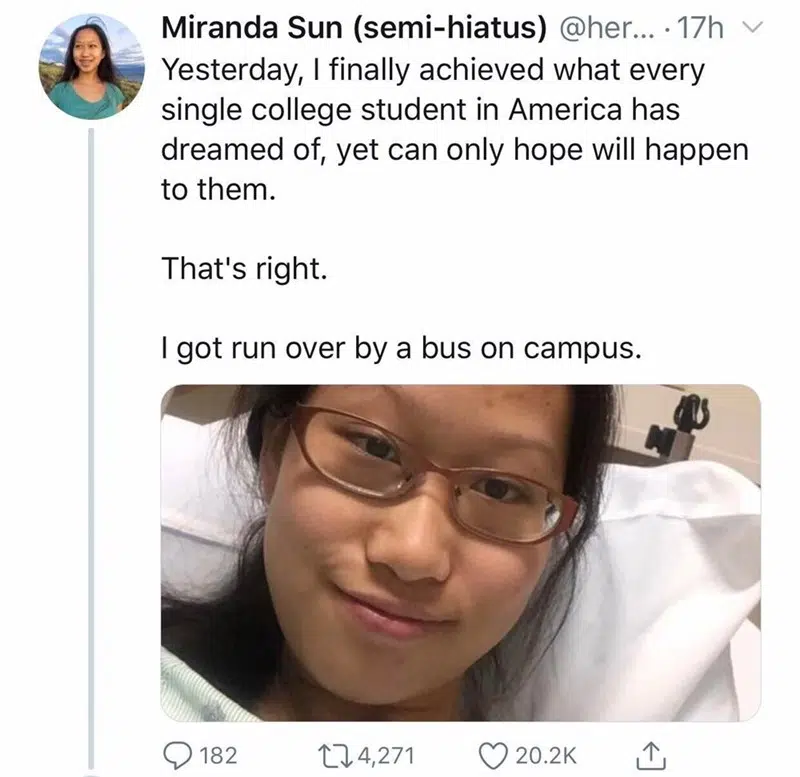 Miranda Sun (semi-hiatus) @her... · 17h
Yesterday, I finally achieved what every
single college student in America has
dreamed of, yet can only hope will happen
to them.
That's right.
I got run over by a bus on campus.
182 4,271 20.2K